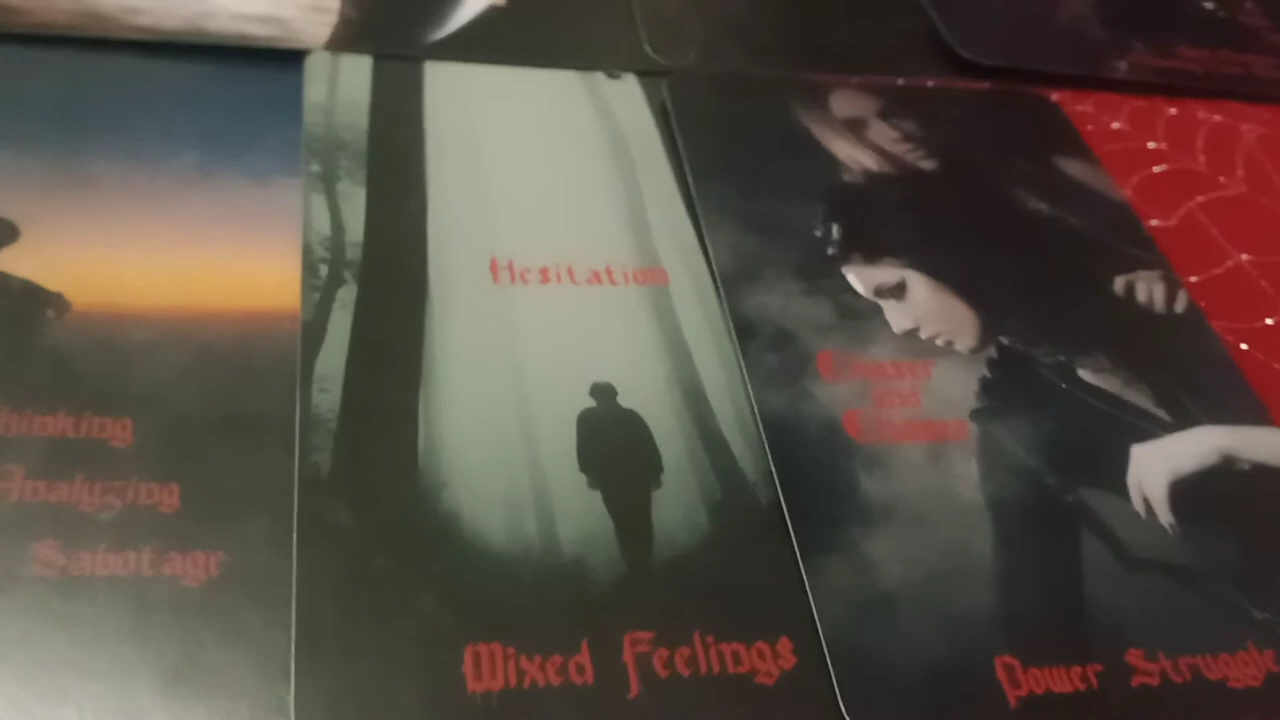 hinking
Analyzing
Sabotage
Hesitation
Mixed Feelings
Power Struggle